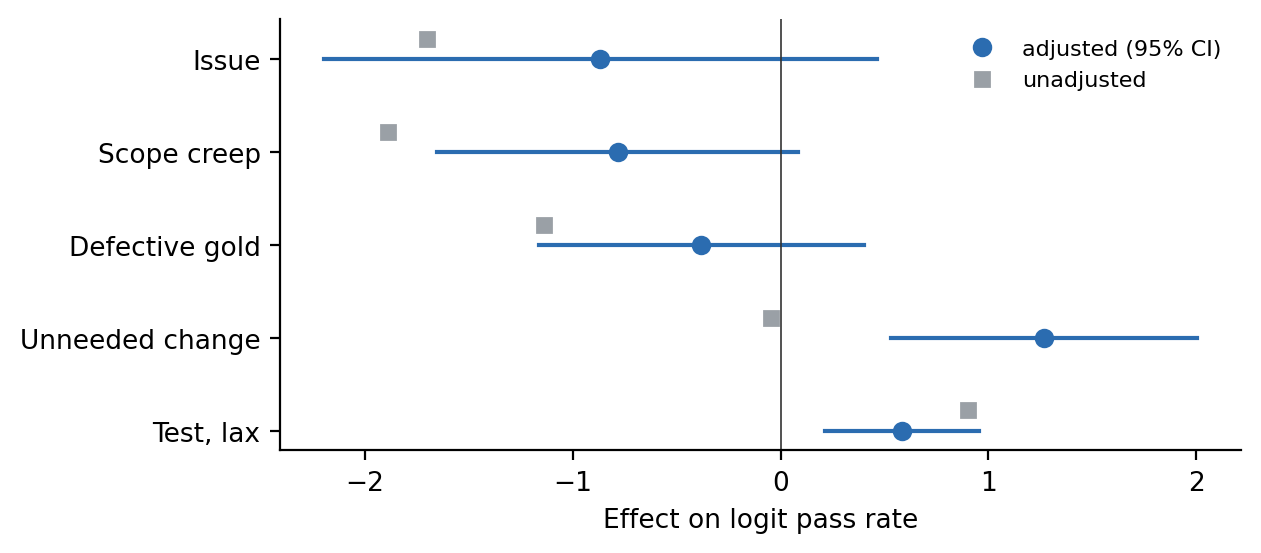 Issue
adjusted (95% CI)
unadjusted
Scope creep
Defective gold
Unneeded change
Test, lax
−2
−1
0
1
2
Effect on logit pass rate